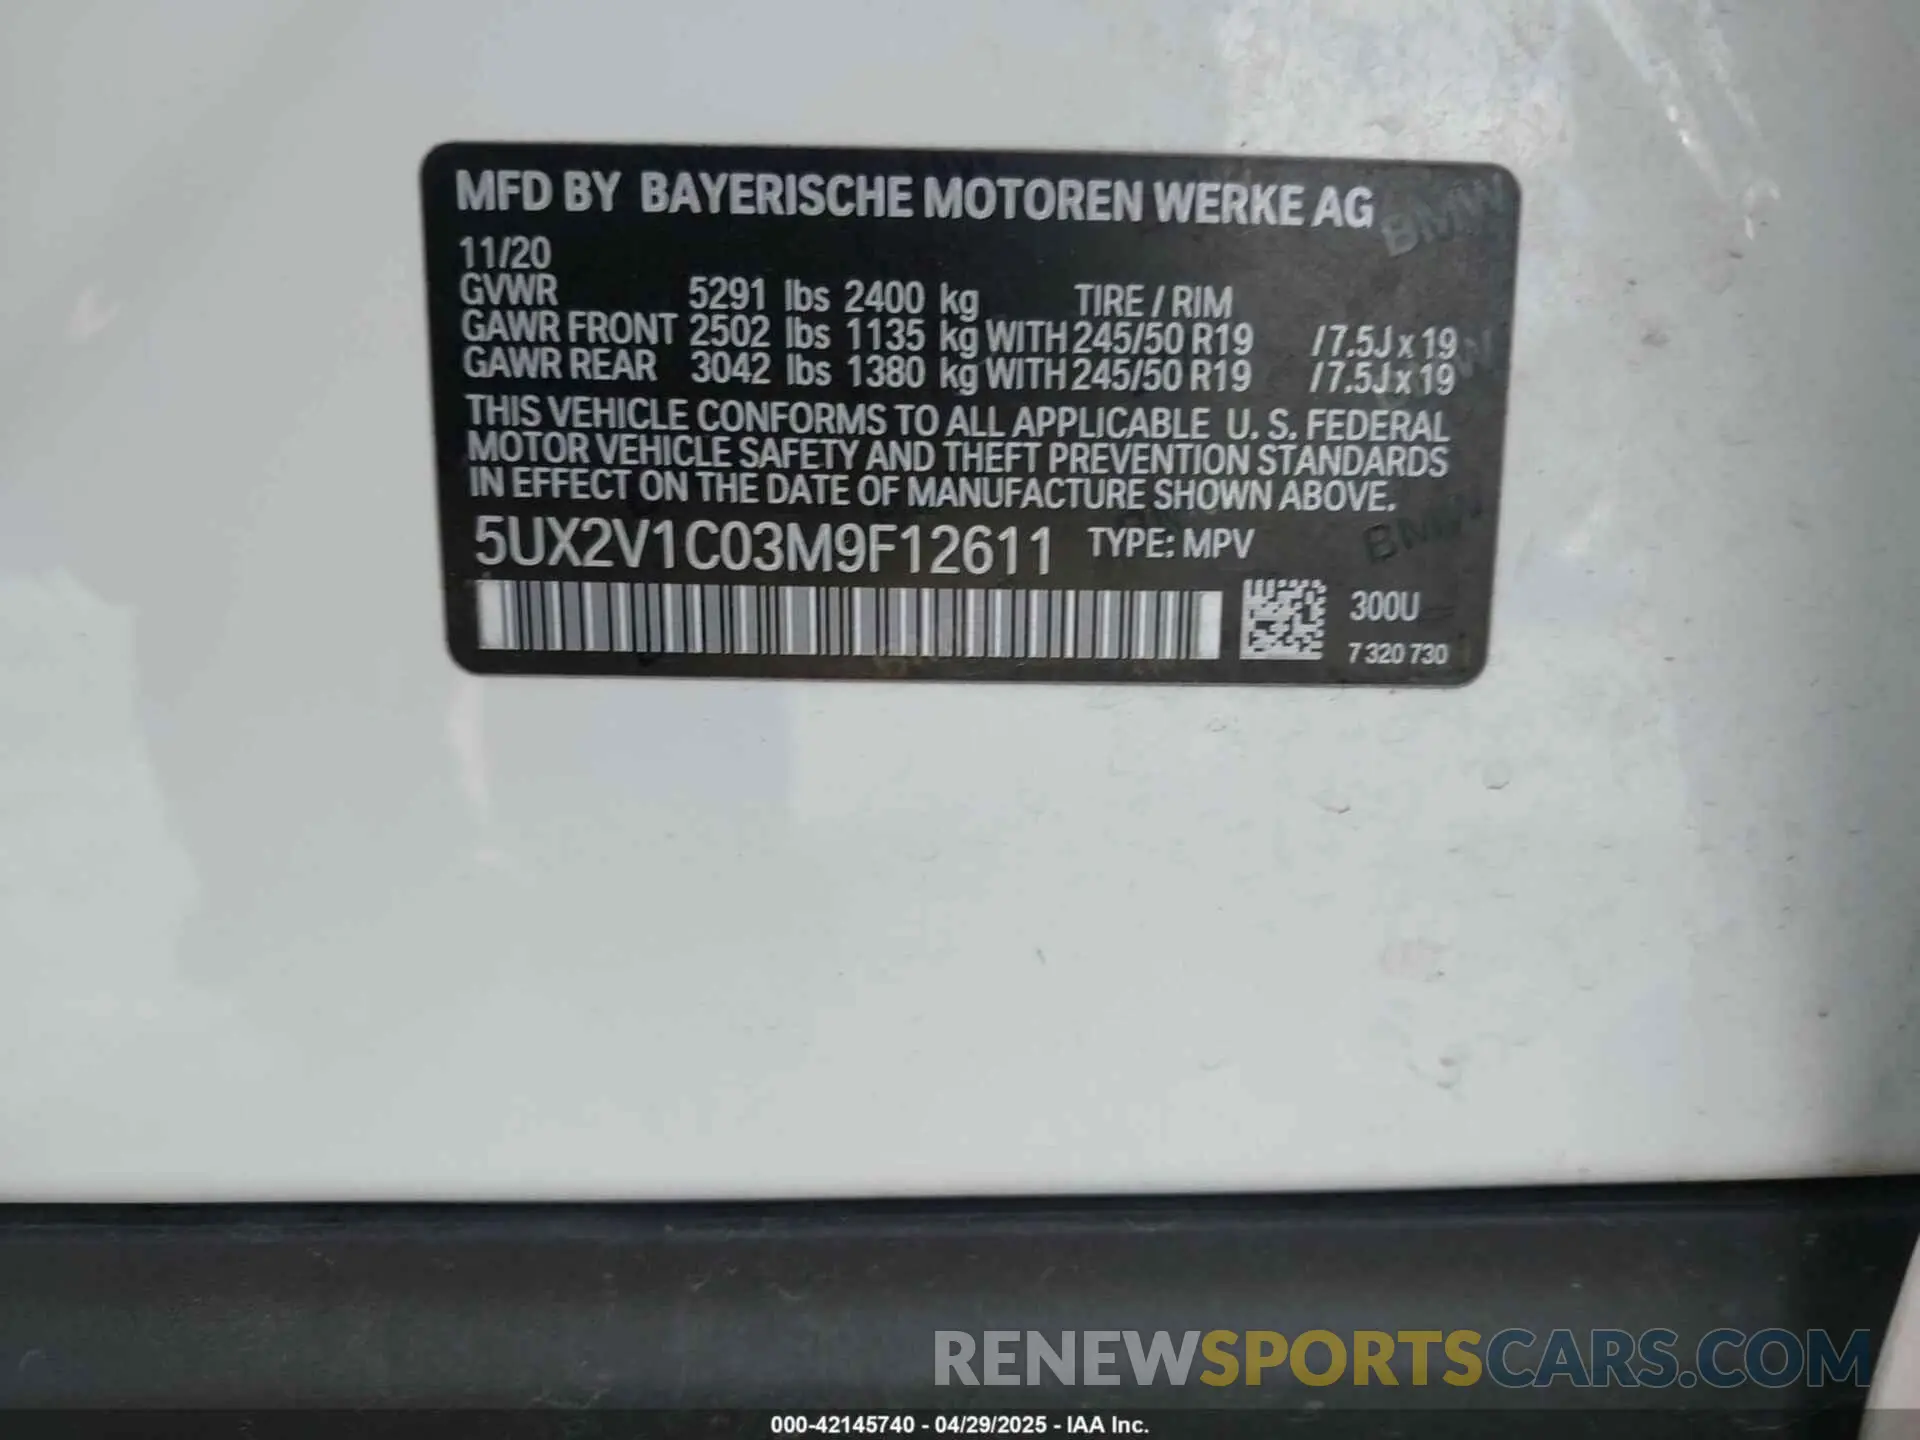 MFD BY BAYERISCHE MOTOREN WERKE AG
11/20
GVWR 5291 lbs 2400 kg TIRE / RIM
GAWR FRONT 2502 lbs 1135 kg WITH 245/50 R19 /7.5J x 19
GAWR REAR 3042 lbs 1380 kg WITH 245/50 R19 /7.5J x 19
THIS VEHICLE CONFORMS TO ALL APPLICABLE U. S. FEDERAL
MOTOR VEHICLE SAFETY AND THEFT PREVENTION STANDARDS
IN EFFECT ON THE DATE OF MANUFACTURE SHOWN ABOVE.
5UX2V1C03M9F12611 TYPE: MPV
300U
7 320 730
BMW
BMW
RENEWSPORTSCARS.COM
000-42145740 - 04/29/2025 - IAA Inc.